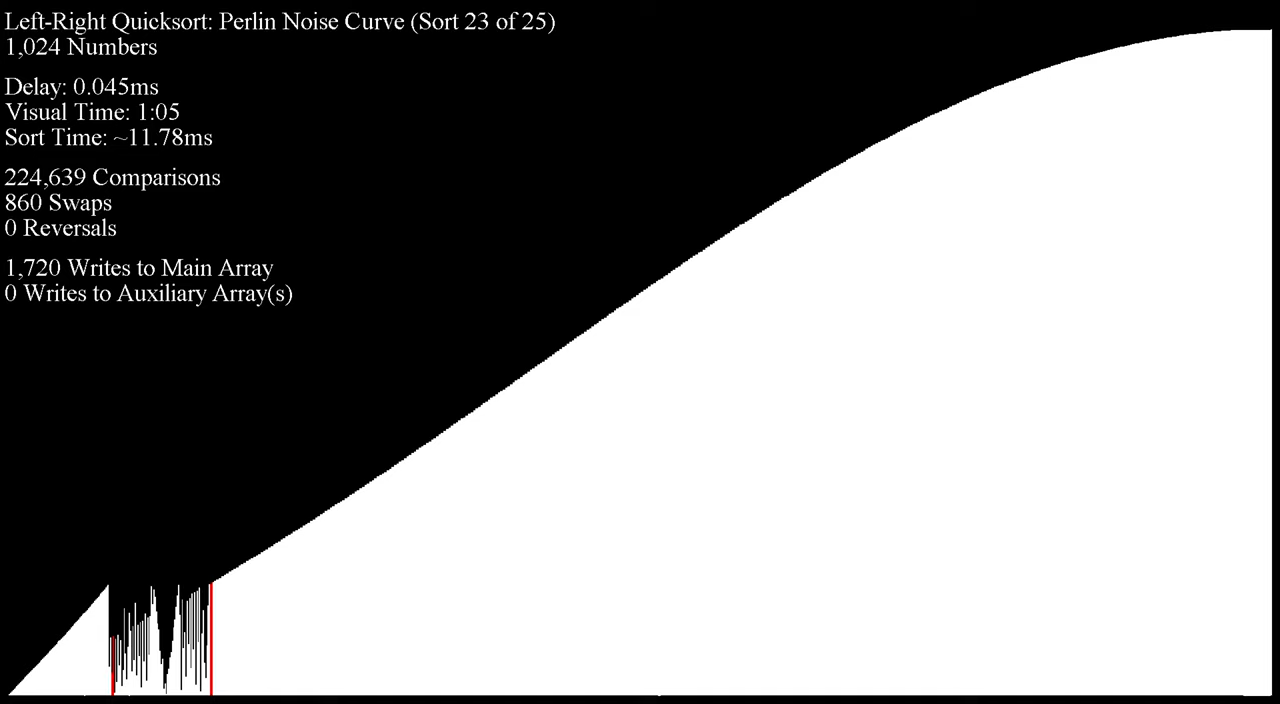 Left-Right Quicksort: Perlin Noise Curve (Sort 23 of 25)
1,024 Numbers
Delay: 0.045ms
Visual Time: 1:05
Sort Time: ~11.78ms
224,639 Comparisons
860 Swaps
0 Reversals
1,720 Writes to Main Array
0 Writes to Auxiliary Array(s)